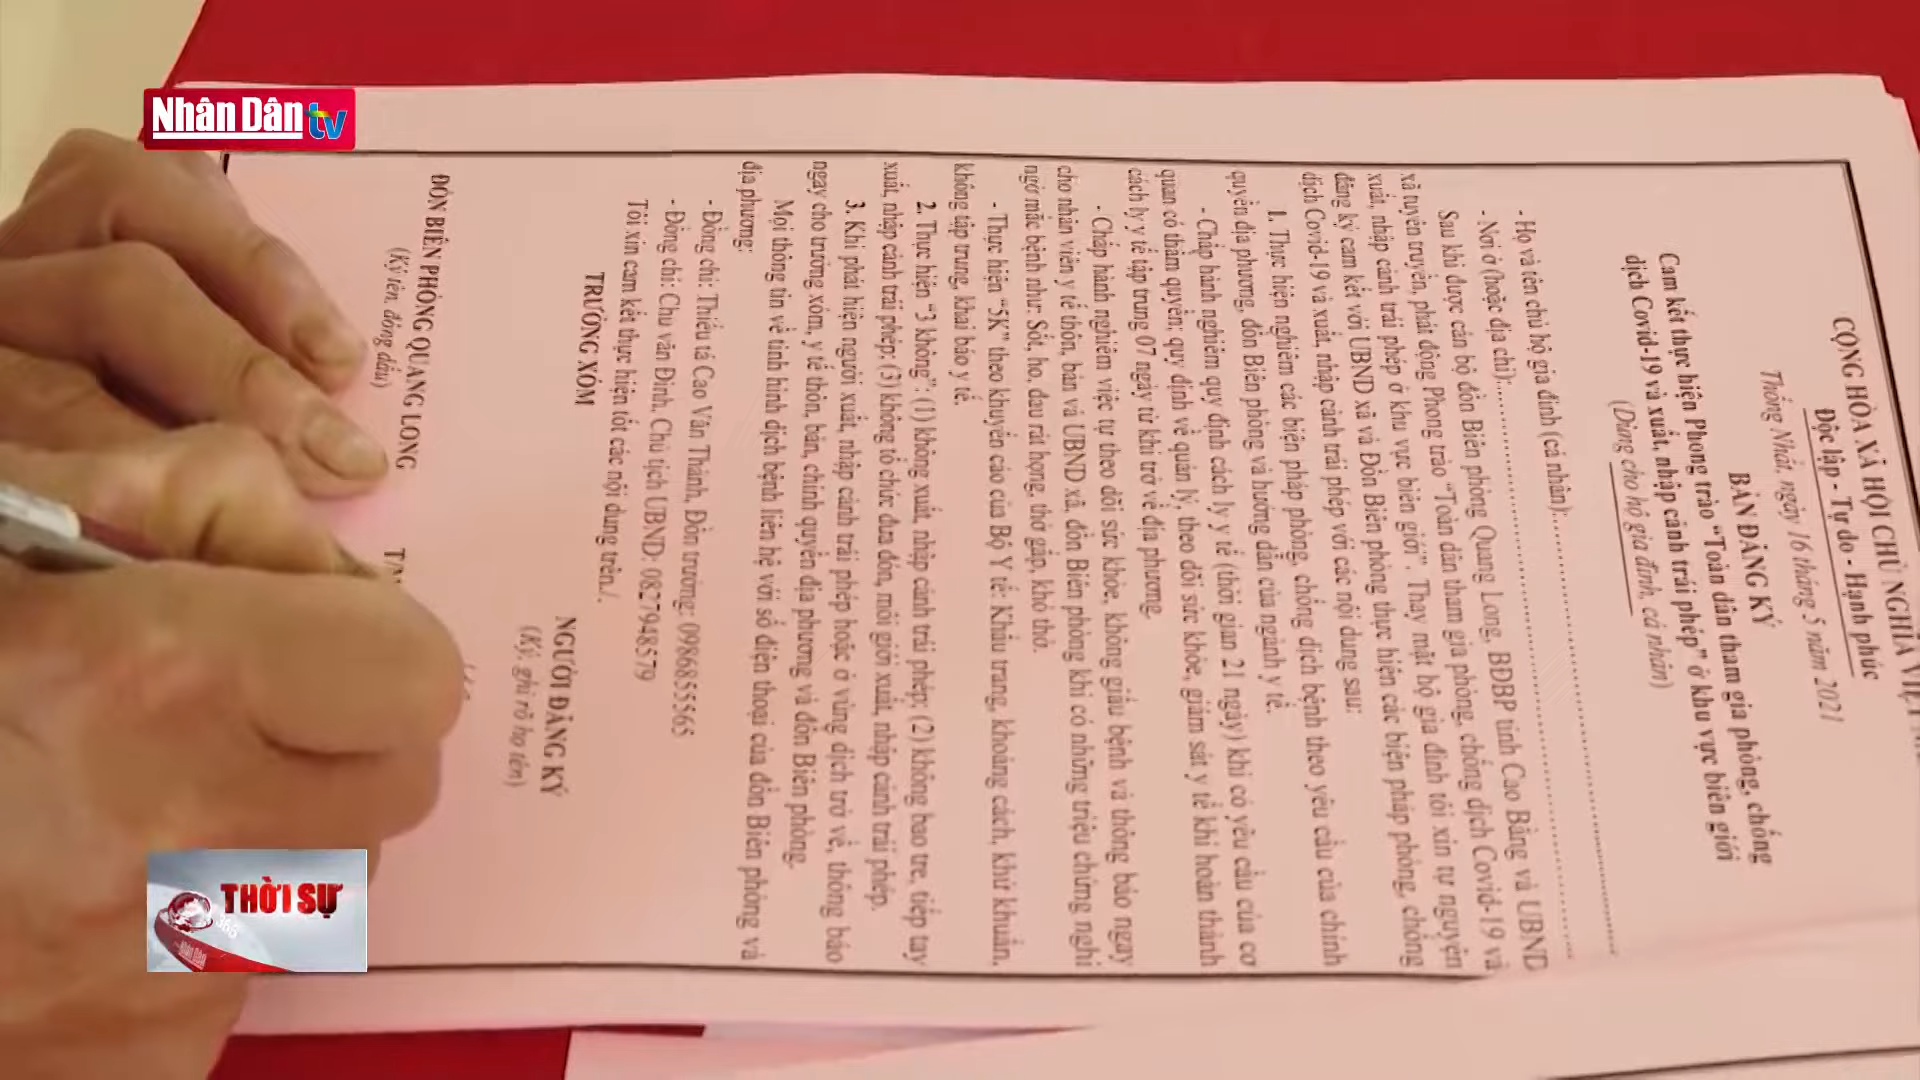 Nhân Dân tv
CỘNG HÒA XÃ HỘI CHỦ NGHĨA VIỆT
Độc lập - Tự do - Hạnh phúc
Thống Nhất, ngày 16 tháng 5 năm 2021
BẢN ĐĂNG KÝ
Cam kết thực hiện Phong trào “Toàn dân tham gia phòng, chống
dịch Covid-19 và xuất, nhập cảnh trái phép” ở khu vực biên giới
(Dùng cho hộ gia đình, cá nhân)
- Họ và tên chủ hộ gia đình (cá nhân):
- Nơi ở (hoặc địa chỉ):
Sau khi được cán bộ đồn Biên phòng Quang Long, BĐBP tỉnh Cao Bằng và UBND
xã tuyên truyền, phát động Phong trào “Toàn dân tham gia phòng, chống dịch Covid-19 và
xuất, nhập cảnh trái phép ở khu vực biên giới”. Thay mặt hộ gia đình tôi xin tự nguyện
đăng ký cam kết với UBND xã và Đồn Biên phòng thực hiện các biện pháp phòng, chống
dịch Covid-19 và xuất, nhập cảnh trái phép với các nội dung sau:
1. Thực hiện nghiêm các biện pháp phòng, chống dịch bệnh theo yêu cầu của chính
quyền địa phương, đồn Biên phòng và hướng dẫn của ngành y tế.
- Chấp hành nghiêm quy định cách ly y tế (thời gian 21 ngày) khi có yêu cầu của cơ
quan có thẩm quyền; quy định về quản lý, theo dõi sức khỏe, giám sát y tế khi hoàn thành
cách ly y tế tập trung 07 ngày từ khi trở về địa phương.
- Chấp hành nghiêm việc tự theo dõi sức khỏe, không giấu bệnh và thông báo ngay
cho nhân viên y tế thôn, bản và UBND xã, đồn Biên phòng khi có những triệu chứng nghi
ngờ mắc bệnh như: Sốt, ho, đau rát họng, thở gấp, khó thở.
- Thực hiện “5K” theo khuyến cáo của Bộ Y tế: Khẩu trang, khoảng cách, khử khuẩn,
không tập trung, khai báo y tế.
2. Thực hiện “3 không”: (1) không xuất, nhập cảnh trái phép; (2) không bao tre, tiếp tay
xuất, nhập cảnh trái phép; (3) không tổ chức đưa đón, môi giới xuất, nhập cảnh trái phép.
3. Khi phát hiện người xuất, nhập cảnh trái phép hoặc ở vùng dịch trở về, thông báo
ngay cho trưởng xóm, y tế thôn, bản, chính quyền địa phương và đồn Biên phòng.
Mọi thông tin về tình hình dịch bệnh liên hệ với số điện thoại của đồn Biên phòng và
địa phương:
- Đồng chí: Thiếu tá Cao Văn Thành, Đồn trưởng: 0986855565
- Đồng chí: Chu văn Đinh, Chủ tịch UBND: 0827948579
Tôi xin cam kết thực hiện tốt các nội dung trên./.
TRƯỞNG XÓM
NGƯỜI ĐĂNG KÝ
(Ký, ghi rõ họ tên)
ĐỒN BIÊN PHÒNG QUANG LONG
(Ký tên, đóng dấu)
THỜI SỰ
365
NHÂN DÂN